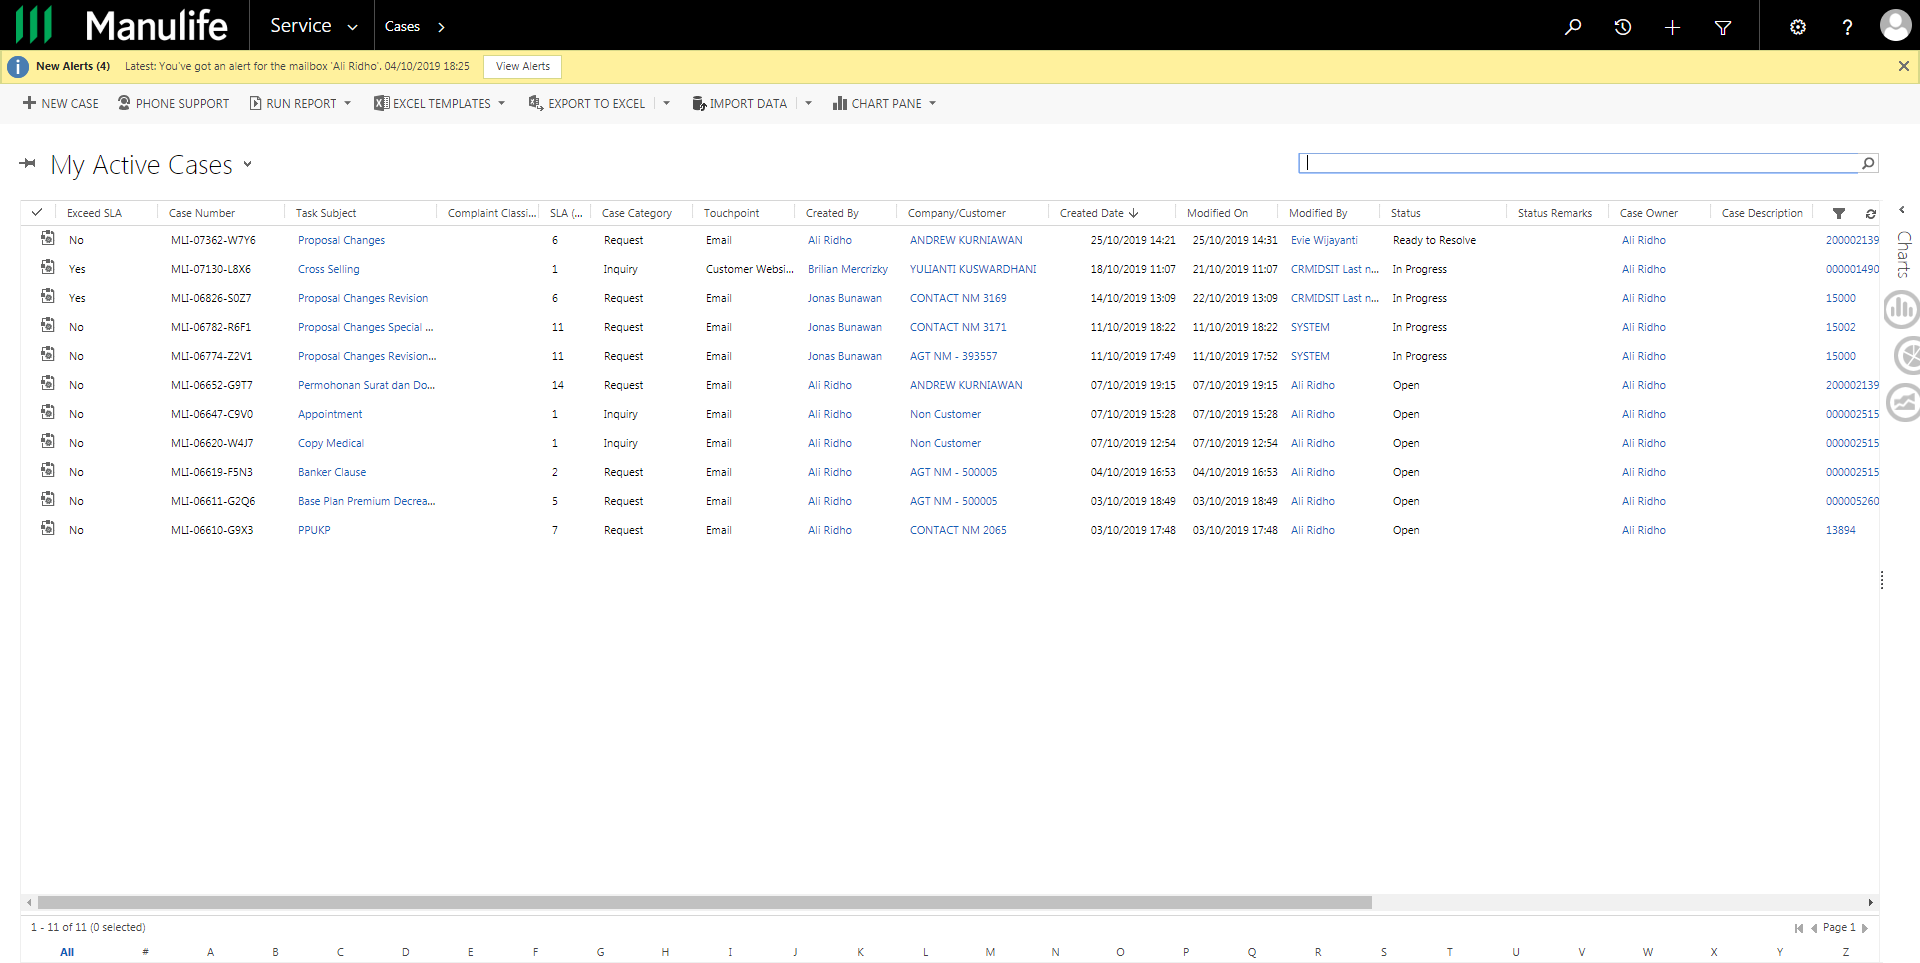 Manulife Service Cases
New Alerts (4) Latest: You've got an alert for the mailbox 'Ali Ridho'. 04/10/2019 18:25 View Alerts
NEW CASE PHONE SUPPORT RUN REPORT EXCEL TEMPLATES EXPORT TO EXCEL IMPORT DATA CHART PANE
My Active Cases
Exceed SLA Case Number Task Subject Complaint Classi... SLA (... Case Category Touchpoint Created By Company/Customer Created Date Modified On Modified By Status Status Remarks Case Owner Case Description
No MLI-07362-W7Y6 Proposal Changes 6 Request Email Ali Ridho ANDREW KURNIAWAN 25/10/2019 14:21 25/10/2019 14:31 Evie Wijayanti Ready to Resolve Ali Ridho 200002139
Yes MLI-07130-L8X6 Cross Selling 1 Inquiry Customer Websi... Brilian Mercrizky YULIANTI KUSWARDHANI 18/10/2019 11:07 21/10/2019 11:07 CRMIDSIT Last n... In Progress Ali Ridho 000001490
Yes MLI-06826-S0Z7 Proposal Changes Revision 6 Request Email Jonas Bunawan CONTACT NM 3169 14/10/2019 13:09 22/10/2019 13:09 CRMIDSIT Last n... In Progress Ali Ridho 15000
No MLI-06782-R6F1 Proposal Changes Special ... 11 Request Email Jonas Bunawan CONTACT NM 3171 11/10/2019 18:22 11/10/2019 18:22 SYSTEM In Progress Ali Ridho 15002
No MLI-06774-Z2V1 Proposal Changes Revision... 11 Request Email Jonas Bunawan AGT NM - 393557 11/10/2019 17:49 11/10/2019 17:52 SYSTEM In Progress Ali Ridho 15000
No MLI-06652-G9T7 Permohonan Surat dan Do... 14 Request Email Ali Ridho ANDREW KURNIAWAN 07/10/2019 19:15 07/10/2019 19:15 Ali Ridho Open Ali Ridho 200002139
No MLI-06647-C9V0 Appointment 1 Inquiry Email Ali Ridho Non Customer 07/10/2019 15:28 07/10/2019 15:28 Ali Ridho Open Ali Ridho 000002515
No MLI-06620-W4J7 Copy Medical 1 Inquiry Email Ali Ridho Non Customer 07/10/2019 12:54 07/10/2019 12:54 Ali Ridho Open Ali Ridho 000002515
No MLI-06619-F5N3 Banker Clause 2 Request Email Ali Ridho AGT NM - 500005 04/10/2019 16:53 04/10/2019 16:53 Ali Ridho Open Ali Ridho 000002515
No MLI-06611-G2Q6 Base Plan Premium Decrea... 5 Request Email Ali Ridho AGT NM - 500005 03/10/2019 18:49 03/10/2019 18:49 Ali Ridho Open Ali Ridho 000005260
No MLI-06610-G9X3 PPUKP 7 Request Email Ali Ridho CONTACT NM 2065 03/10/2019 17:48 03/10/2019 17:48 Ali Ridho Open Ali Ridho 13894
Charts
1 - 11 of 11 (0 selected) Page 1
All # A B C D E F G H I J K L M N O P Q R S T U V W X Y Z